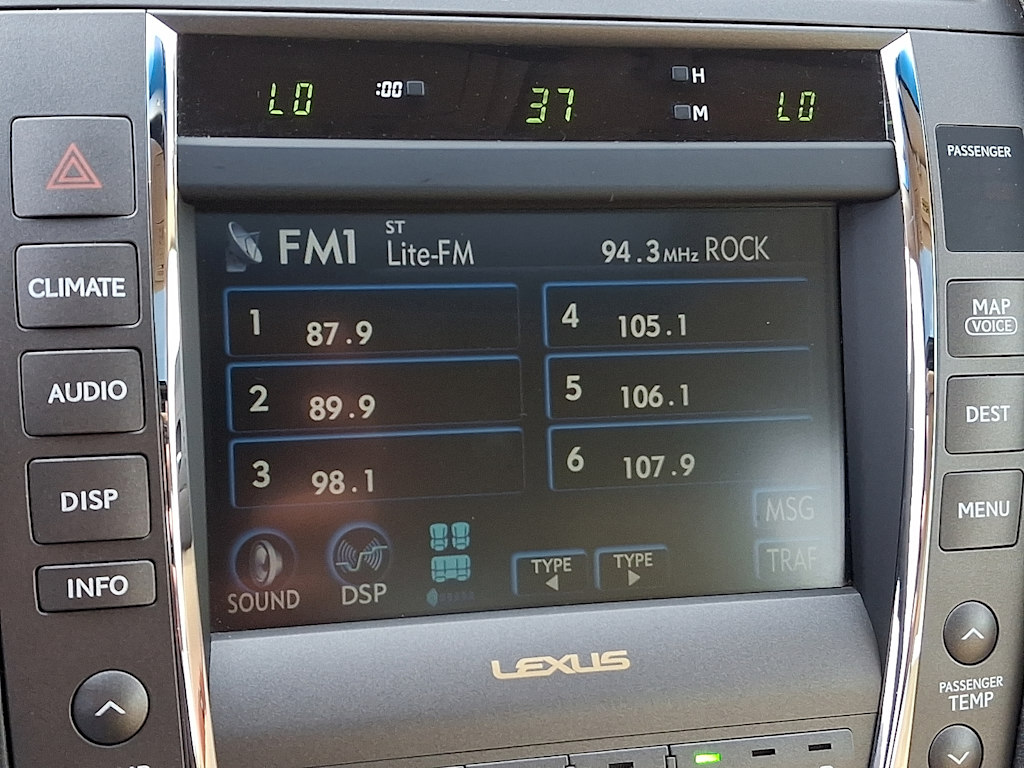 LO :00 37 H LO
M
PASSENGER
FM1 ST Lite-FM 94.3MHz ROCK
CLIMATE
1 87.9
4 105.1
MAP
VOICE
AUDIO
2 89.9
5 106.1
DEST
DISP
3 98.1
6 107.9
MENU
MSG
INFO
SOUND
DSP
TYPE
TYPE
TRAF
LEXUS
PASSENGER
TEMP